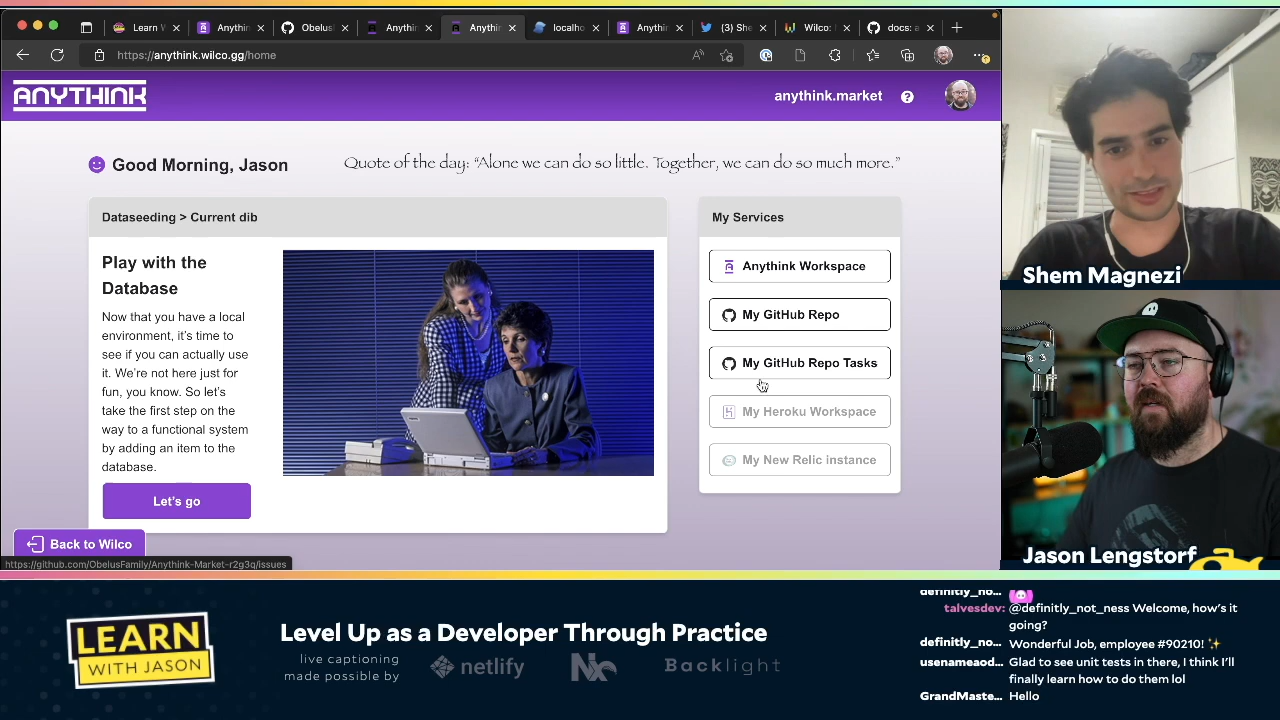 Learn W
Anythin
Obelus
Anythin
Anythin
localho
Anythin
(3) She
Wilco:
docs: a
https://anythink.wilco.gg/home
ANYTHINK
anythink.market
Good Morning, Jason
Quote of the day: “Alone we can do so little. Together, we can do so much more.”
Dataseeding > Current dib
Play with the
Database
Now that you have a local
environment, it’s time to
see if you can actually use
it. We’re not here just for
fun, you know. So let’s
take the first step on the
way to a functional system
by adding an item to the
database.
Let’s go
My Services
Anythink Workspace
My GitHub Repo
My GitHub Repo Tasks
My Heroku Workspace
My New Relic instance
Back to Wilco
https://github.com/ObelusFamily/Anythink-Market-r2g3q/issues
Shem Magnezi
Jason Lengstorf
LEARN
WITH JASON
Level Up as a Developer Through Practice
live captioning
made possible by
netlify
Backlight
definitly_no...
talvesdev: @definitly_not_ness Welcome, how’s it
going?
definitly_no... Wonderful Job, employee #90210! ✨
usenameaod... Glad to see unit tests in there, I think I’ll
finally learn how to do them lol
GrandMaste... Hello